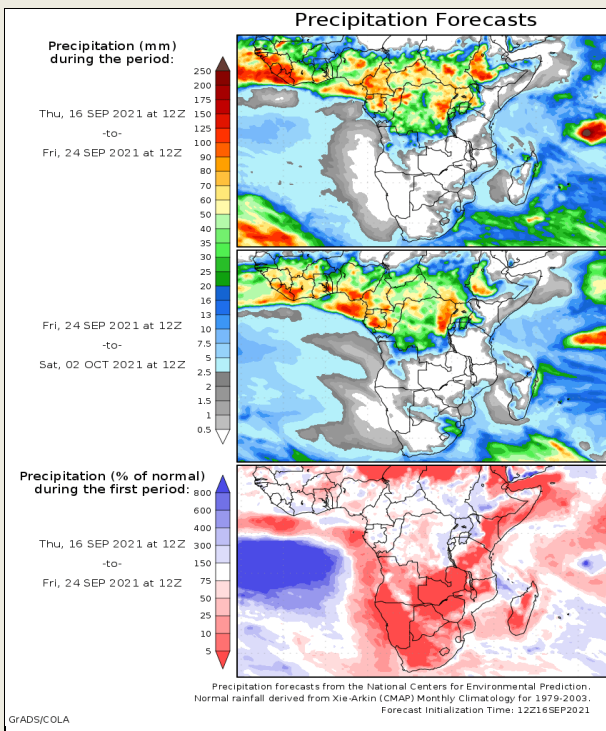 Precipitation Forecasts
Precipitation (mm)
during the period:
Thu, 16 SEP 2021 at 12Z
-to-
Fri, 24 SEP 2021 at 12Z
250
200
175
150
125
100
90
80
70
60
50
40
35
30
25
20
16
13
10
7.5
5
2.5
2
1.5
1
0.5
Fri, 24 SEP 2021 at 12Z
-to-
Sat, 02 OCT 2021 at 12Z
Precipitation (% of normal)
during the first period:
Thu, 16 SEP 2021 at 12Z
-to-
Fri, 24 SEP 2021 at 12Z
800
600
400
300
150
75
50
25
10
5
Precipitation forecasts from the National Centers for Environmental Prediction.
Normal rainfall derived from Xie-Arkin (CMAP) Monthly Climatology for 1979-2003.
Forecast Initialization Time: 12Z16SEP2021
GrADS/COLA